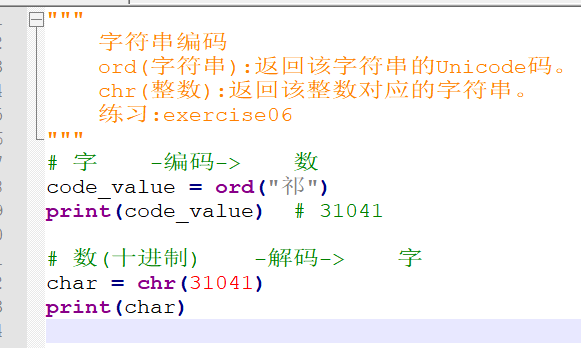 """
字符串编码
ord(字符串):返回该字符串的Unicode码。
chr(整数):返回该整数对应的字符串。
练习:exercise06
"""
# 字 -编码-> 数
code_value = ord("祁")
print(code_value) # 31041
# 数(十进制) -解码-> 字
char = chr(31041)
print(char)